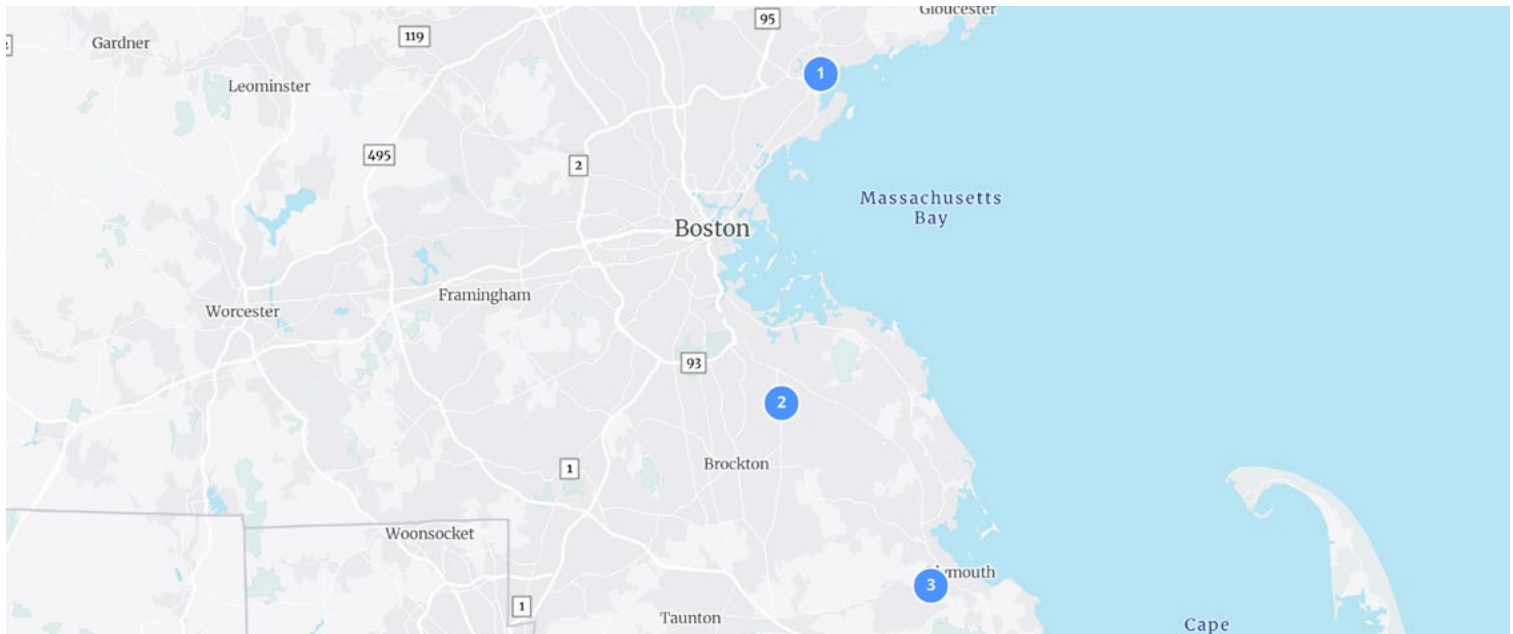 Gloucester
95
119
Gardner
1
Leominster
495
2
Massachusetts
Bay
Boston
Framingham
Worcester
93
2
Brockton
1
Woonsocket
Plymouth
3
1
Taunton
Cape